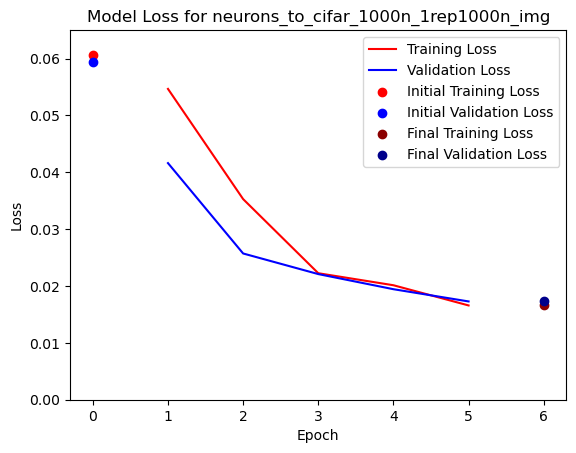 Model Loss for neurons_to_cifar_1000n_1rep1000n_img
Training Loss
Validation Loss
Initial Training Loss
Initial Validation Loss
Final Training Loss
Final Validation Loss
Loss
0.06
0.05
0.04
0.03
0.02
0.01
0.00
0 1 2 3 4 5 6
Epoch